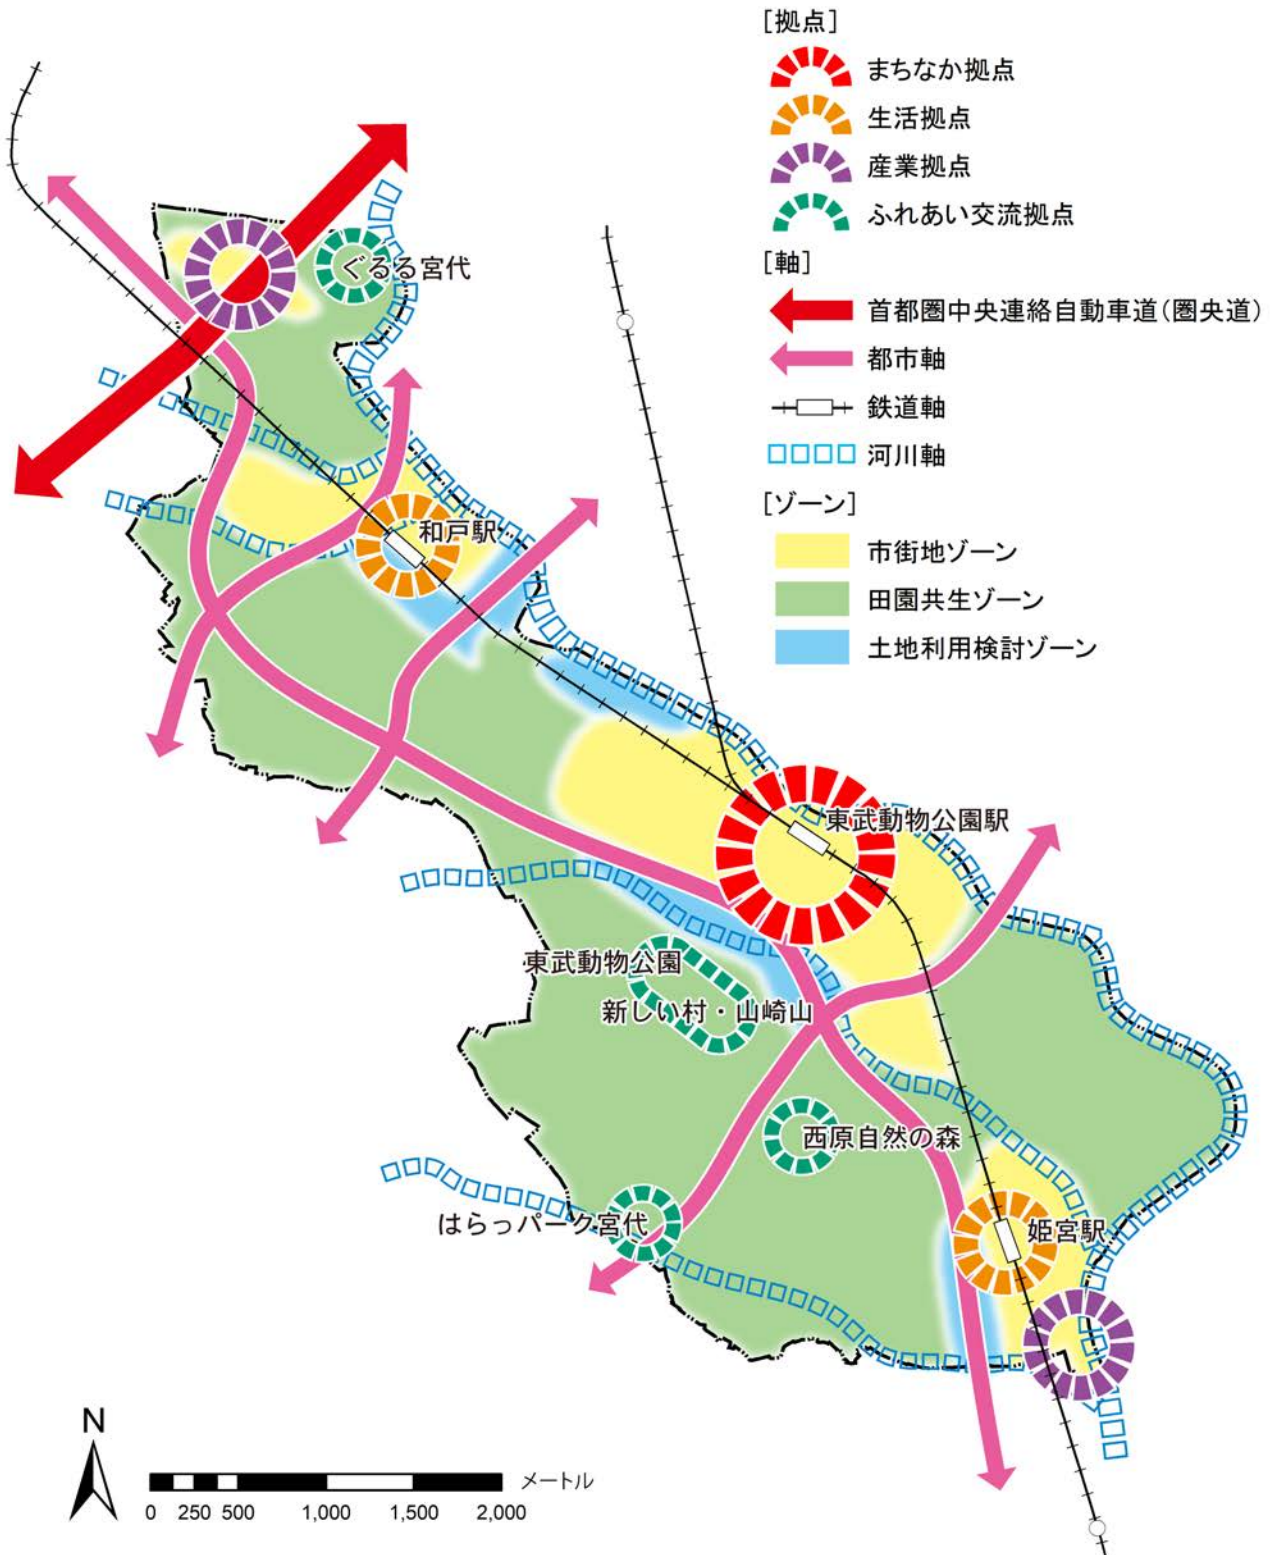 [拠点]
まちなか拠点
生活拠点
産業拠点
ふれあい交流拠点
[軸]
首都圏中央連絡自動車道(圏央道)
都市軸
鉄道軸
河川軸
[ゾーン]
市街地ゾーン
田園共生ゾーン
土地利用検討ゾーン
ぐるる宮代
和戸駅
東武動物公園駅
東武動物公園
新しい村・山崎山
西原自然の森
はらっパーク宮代
姫宮駅
N
メートル
0 250 500 1,000 1,500 2,000